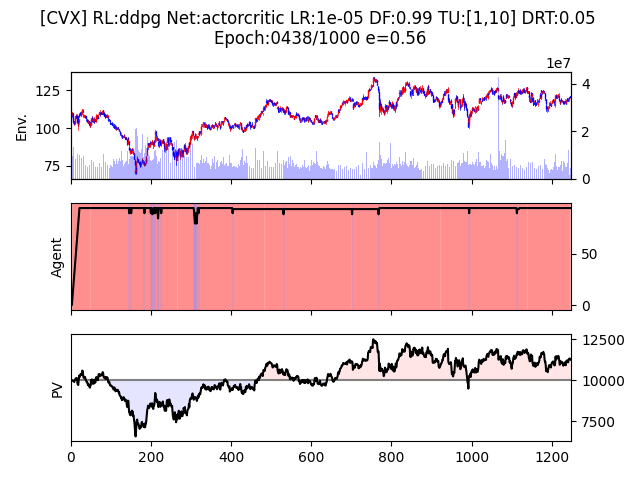 [CVX] RL:ddpg Net:actorcritic LR:1e-05 DF:0.99 TU:[1,10] DRT:0.05
Epoch:0438/1000 e=0.56
1e7
Env.
125
100
75
4
2
0
Agent
50
0
PV
12500
10000
7500
0 200 400 600 800 1000 1200